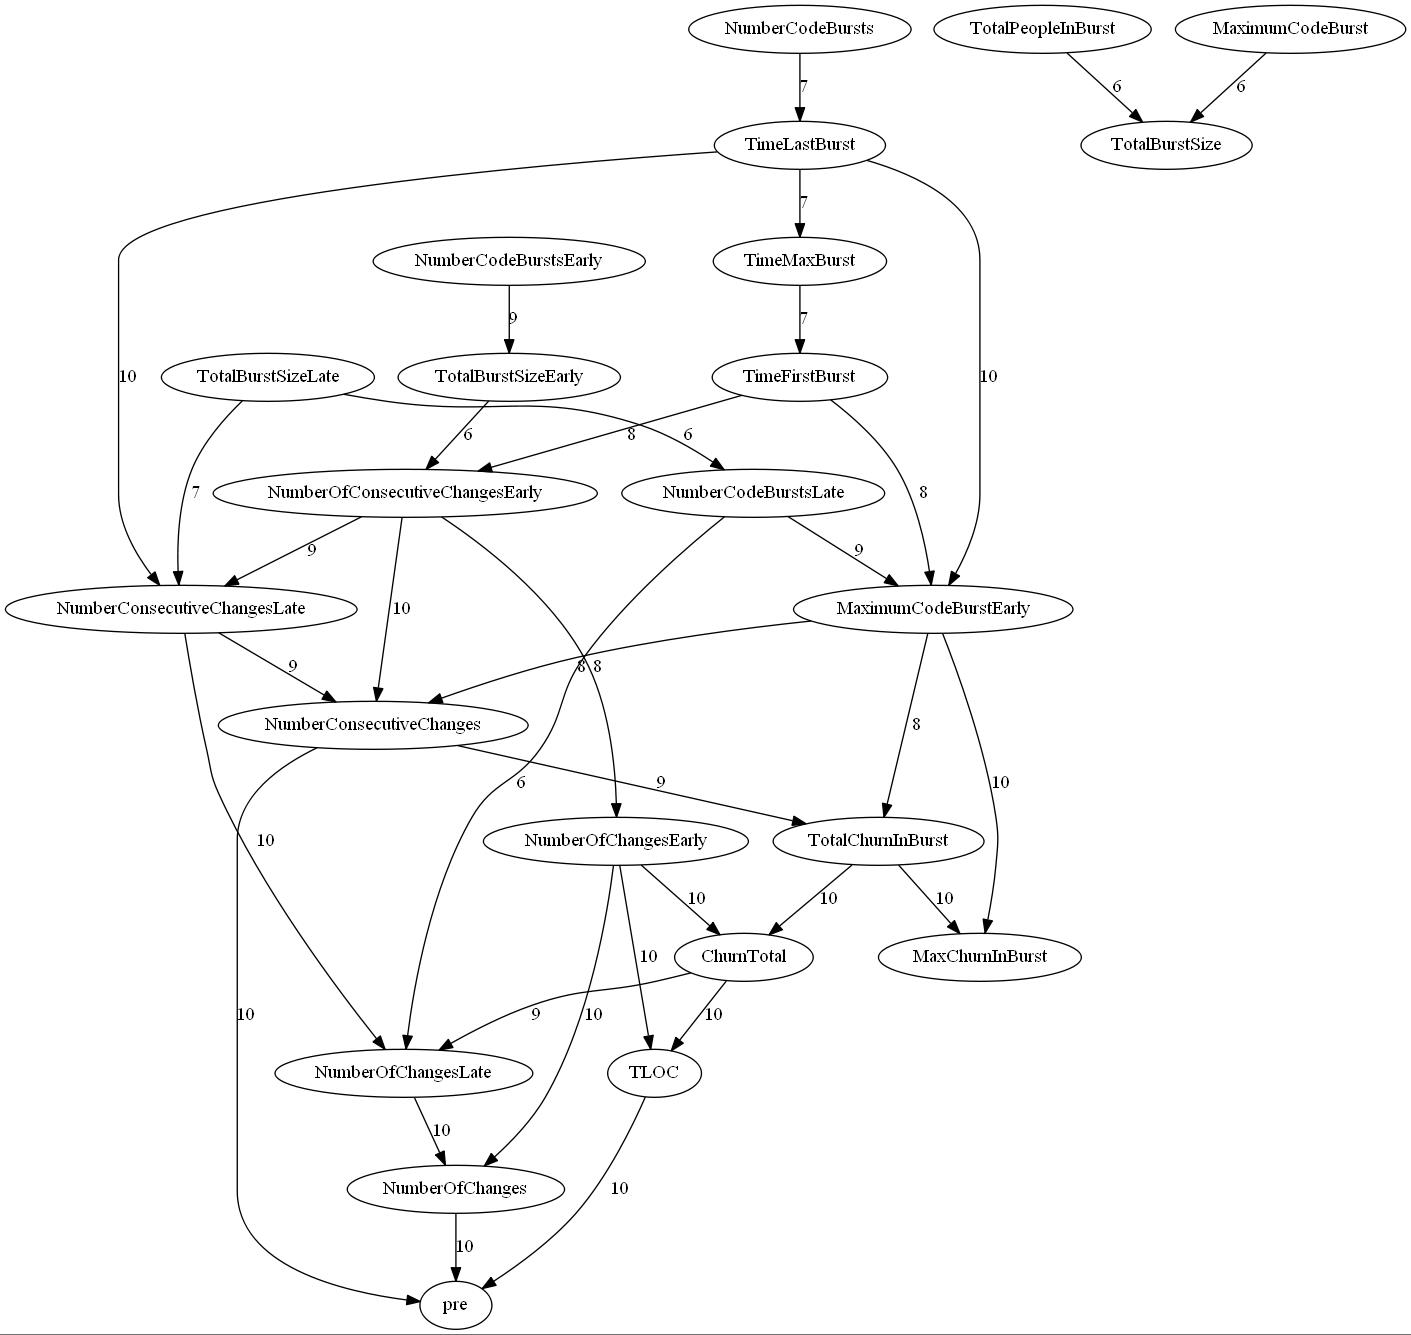 NumberCodeBursts
TotalPeopleInBurst
MaximumCodeBurst
7
6
6
TimeLastBurst
TotalBurstSize
7
NumberCodeBurstsEarly
TimeMaxBurst
9
7
10
TotalBurstSizeLate
TotalBurstSizeEarly
TimeFirstBurst
10
6
8
6
7
NumberOfConsecutiveChangesEarly
NumberCodeBurstsLate
8
9
9
NumberConsecutiveChangesLate
10
MaximumCodeBurstEarly
9
8
8
NumberConsecutiveChanges
8
6
9
10
10
NumberOfChangesEarly
TotalChurnInBurst
10
10
10
10
ChurnTotal
MaxChurnInBurst
10
9
10
10
NumberOfChangesLate
TLOC
10
NumberOfChanges
10
10
pre